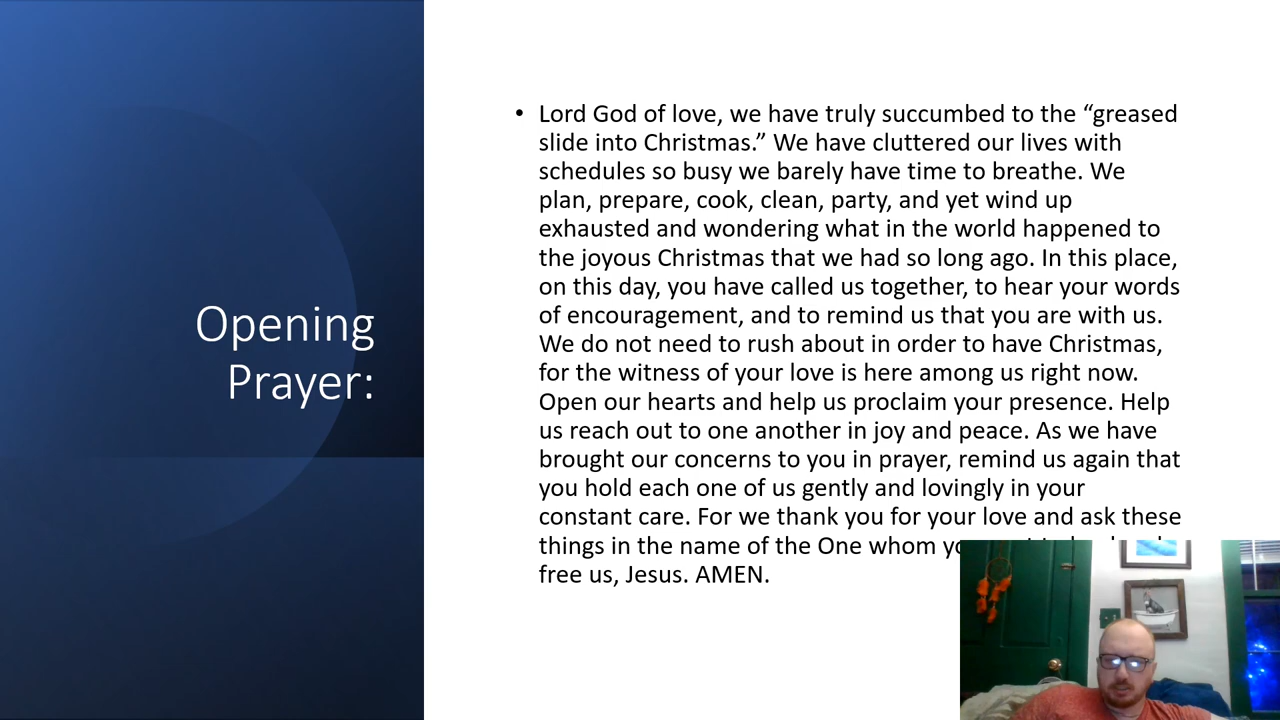 Opening
Prayer:
• Lord God of love, we have truly succumbed to the “greased
slide into Christmas.” We have cluttered our lives with
schedules so busy we barely have time to breathe. We
plan, prepare, cook, clean, party, and yet wind up
exhausted and wondering what in the world happened to
the joyous Christmas that we had so long ago. In this place,
on this day, you have called us together, to hear your words
of encouragement, and to remind us that you are with us.
We do not need to rush about in order to have Christmas,
for the witness of your love is here among us right now.
Open our hearts and help us proclaim your presence. Help
us reach out to one another in joy and peace. As we have
brought our concerns to you in prayer, remind us again that
you hold each one of us gently and lovingly in your
constant care. For we thank you for your love and ask these
things in the name of the One whom
free us, Jesus. AMEN.